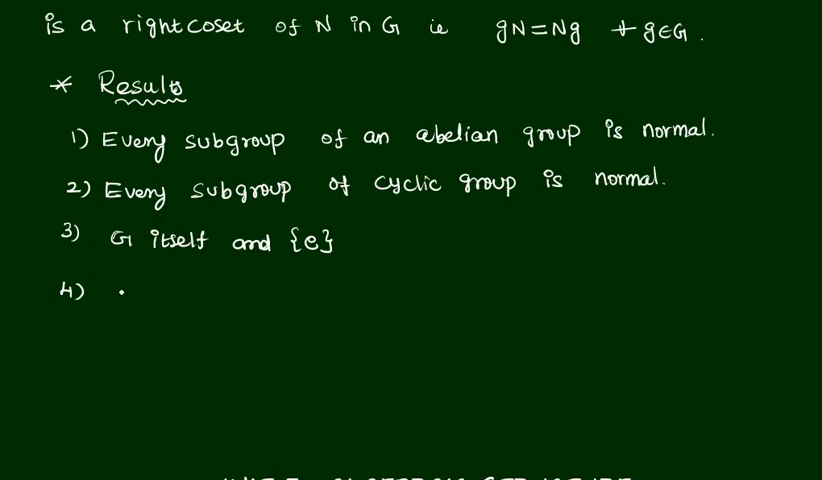 is a right coset of N in G ie gN=Ng ∀ g∈G.
* Results
1) Every subgroup of an abelian group is normal.
2) Every subgroup of cyclic group is normal.
3) G itself and {e}
4) .